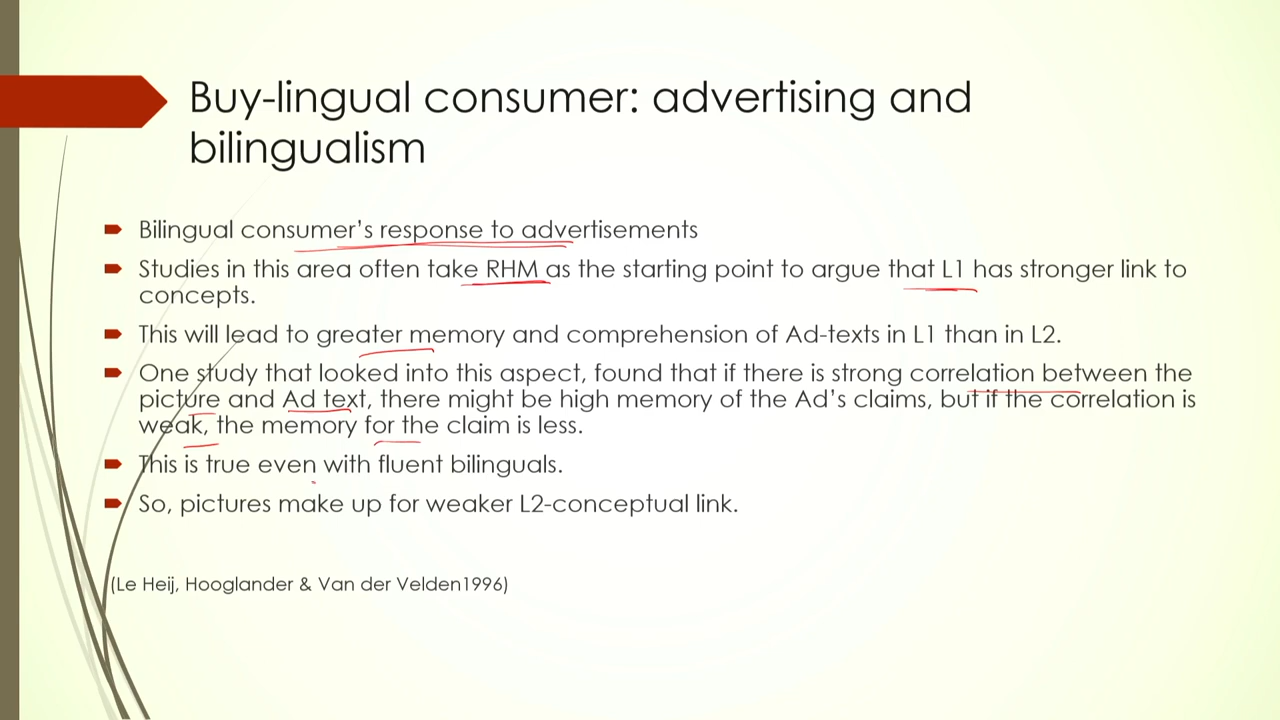 Buy-lingual consumer: advertising and
bilingualism
Bilingual consumer's response to advertisements
Studies in this area often take RHM as the starting point to argue that L1 has stronger link to
concepts.
This will lead to greater memory and comprehension of Ad-texts in L1 than in L2.
One study that looked into this aspect, found that if there is strong correlation between the
picture and Ad text, there might be high memory of the Ad's claims, but if the correlation is
weak, the memory for the claim is less.
This is true even with fluent bilinguals.
So, pictures make up for weaker L2-conceptual link.
(Le Heij, Hooglander & Van der Velden1996)